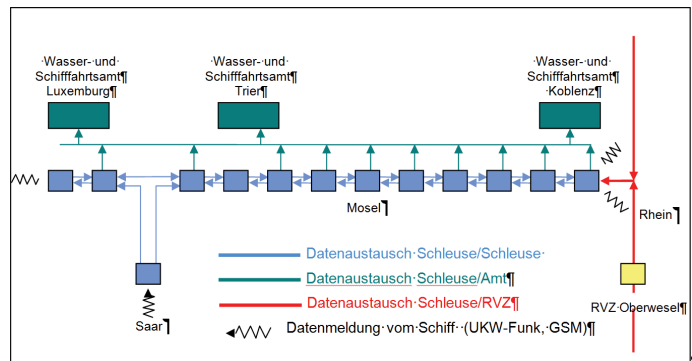 ·Wasser-·und·
Schifffahrtsamt¶
Luxemburg¶
·Wasser-·und·
Schifffahrtsamt¶
Trier¶
·Wasser-·und·
Schifffahrtsamt¶
·Koblenz¶
Mosel¶
Rhein¶
Datenaustausch·Schleuse/Schleuse·
Datenaustausch·Schleuse/Amt¶
Datenaustausch·Schleuse/RVZ¶
RVZ·Oberwesel¶
Saar¶
Datenmeldung·vom·Schiff··(UKW-Funk,·GSM)¶